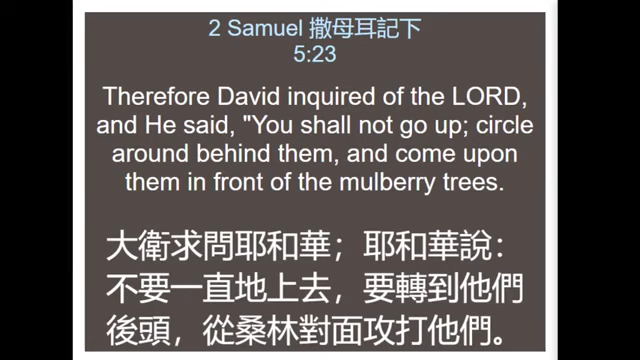 2 Samuel 撒母耳記下
5:23
Therefore David inquired of the LORD,
and He said, "You shall not go up; circle
around behind them, and come upon
them in front of the mulberry trees.
大衛求問耶和華；耶和華說：
不要一直地上去，要轉到他們
後頭，從桑林對面攻打他們。